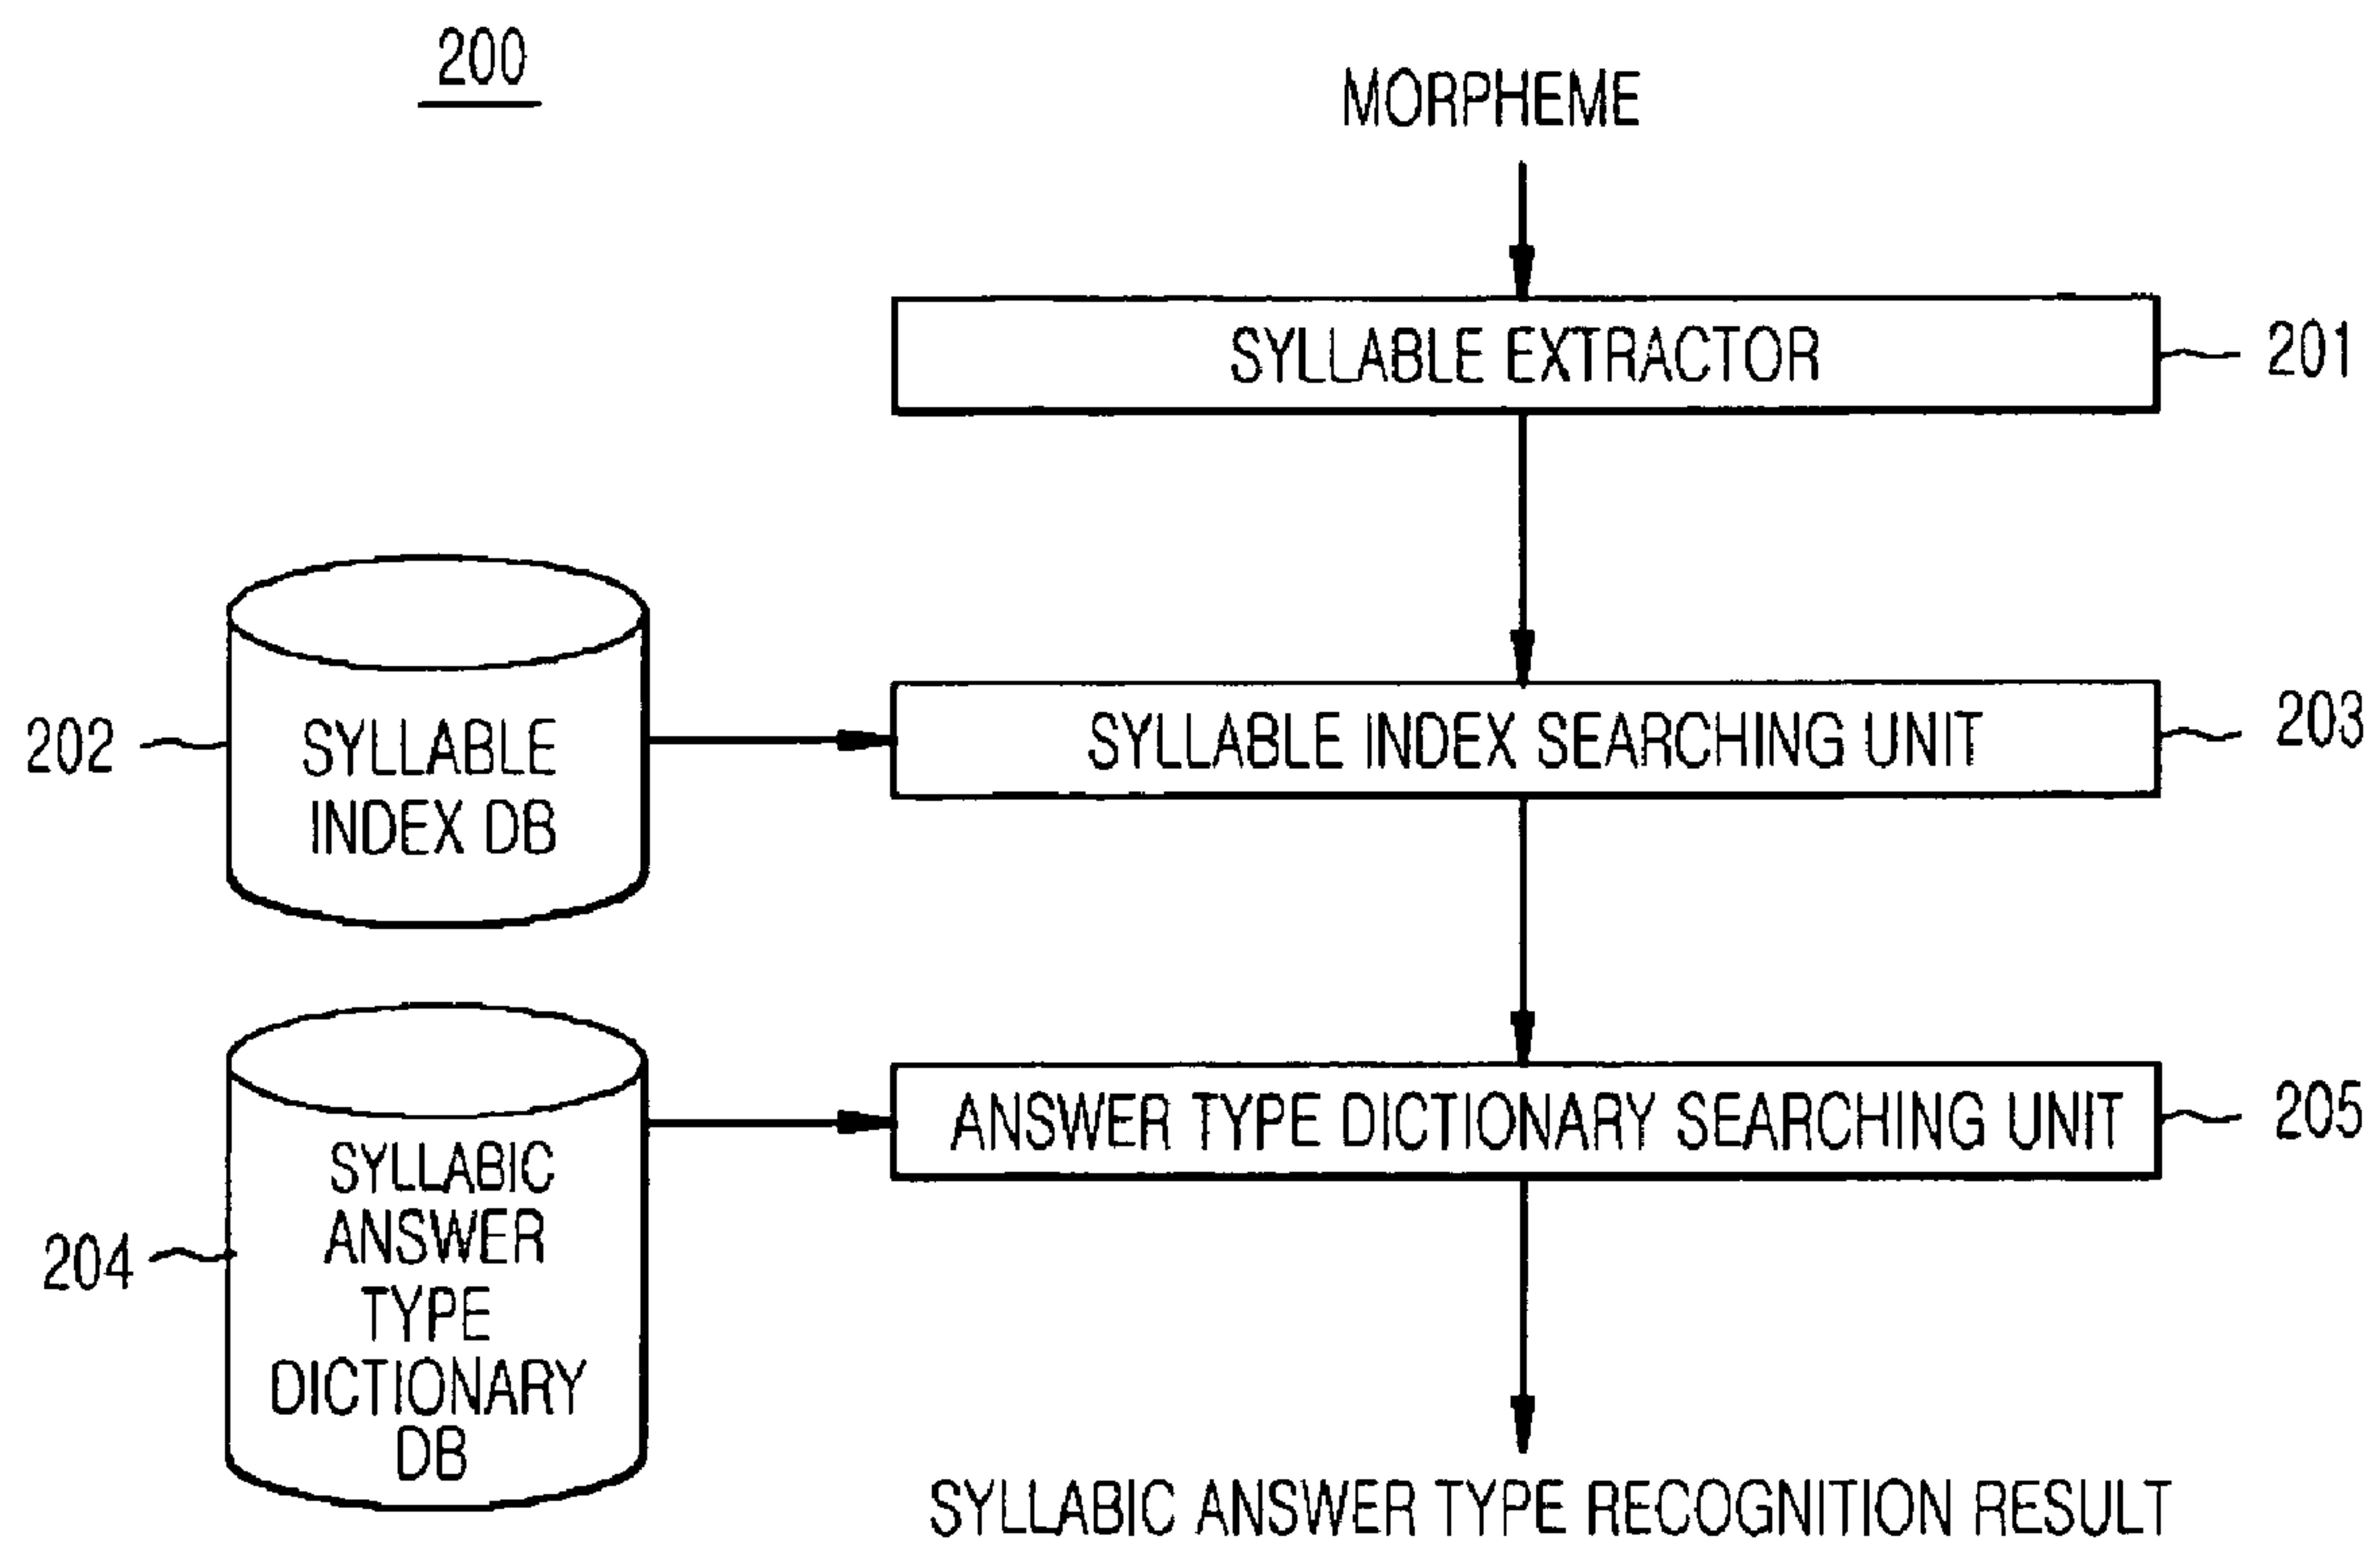 200
MORPHEME
SYLLABLE EXTRACTOR
201
202
SYLLABLE
INDEX DB
SYLLABLE INDEX SEARCHING UNIT
203
204
SYLLABIC
ANSWER
TYPE
DICTIONARY
DB
ANSWER TYPE DICTIONARY SEARCHING UNIT
205
SYLLABIC ANSWER TYPE RECOGNITION RESULT